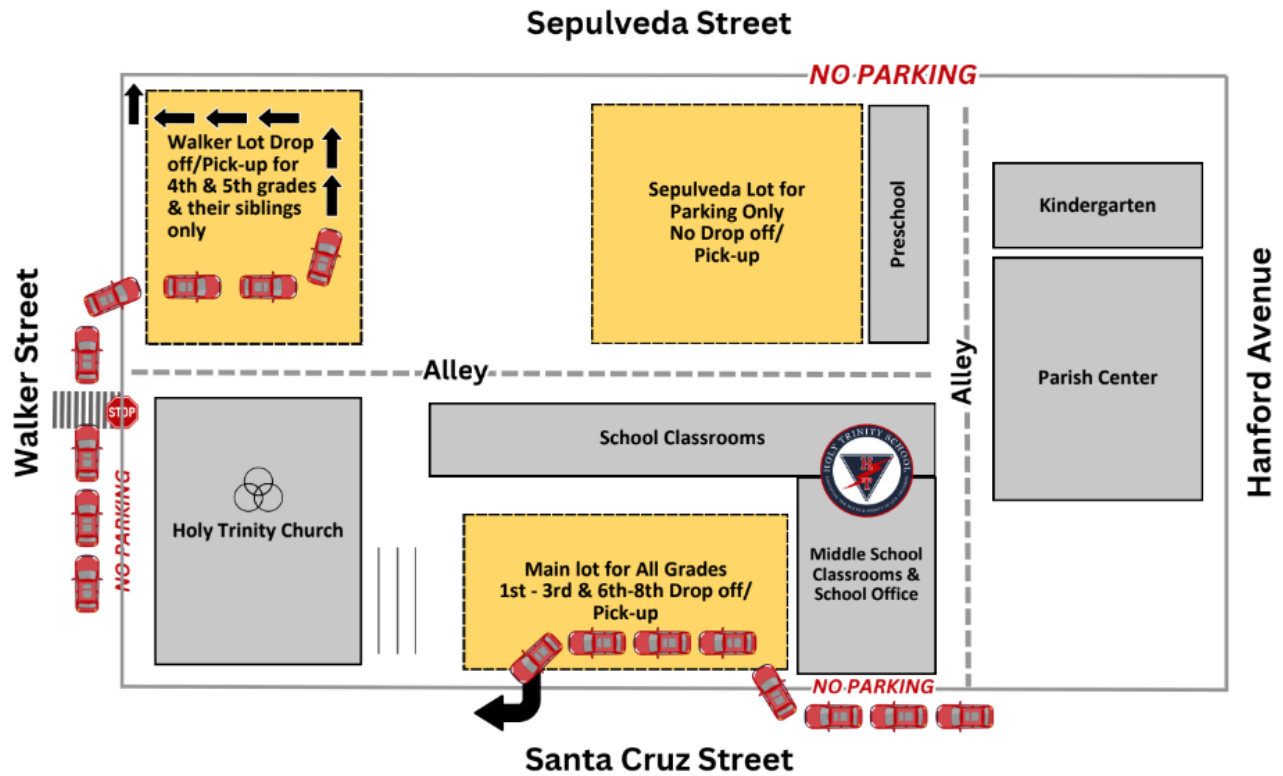 Sepulveda Street
NO PARKING
Walker Lot Drop
off/Pick-up for
4th & 5th grades
& their siblings
only
Sepulveda Lot for
Parking Only
No Drop off/
Pick-up
Preschool
Kindergarten
Walker Street
Hanford Avenue
Alley
Alley
Parish Center
STOP
School Classrooms
HOLY TRINITY SCHOOL
H
T
NO PARKING
Holy Trinity Church
Main lot for All Grades
1st - 3rd & 6th-8th Drop off/
Pick-up
Middle School
Classrooms &
School Office
NO PARKING
Santa Cruz Street